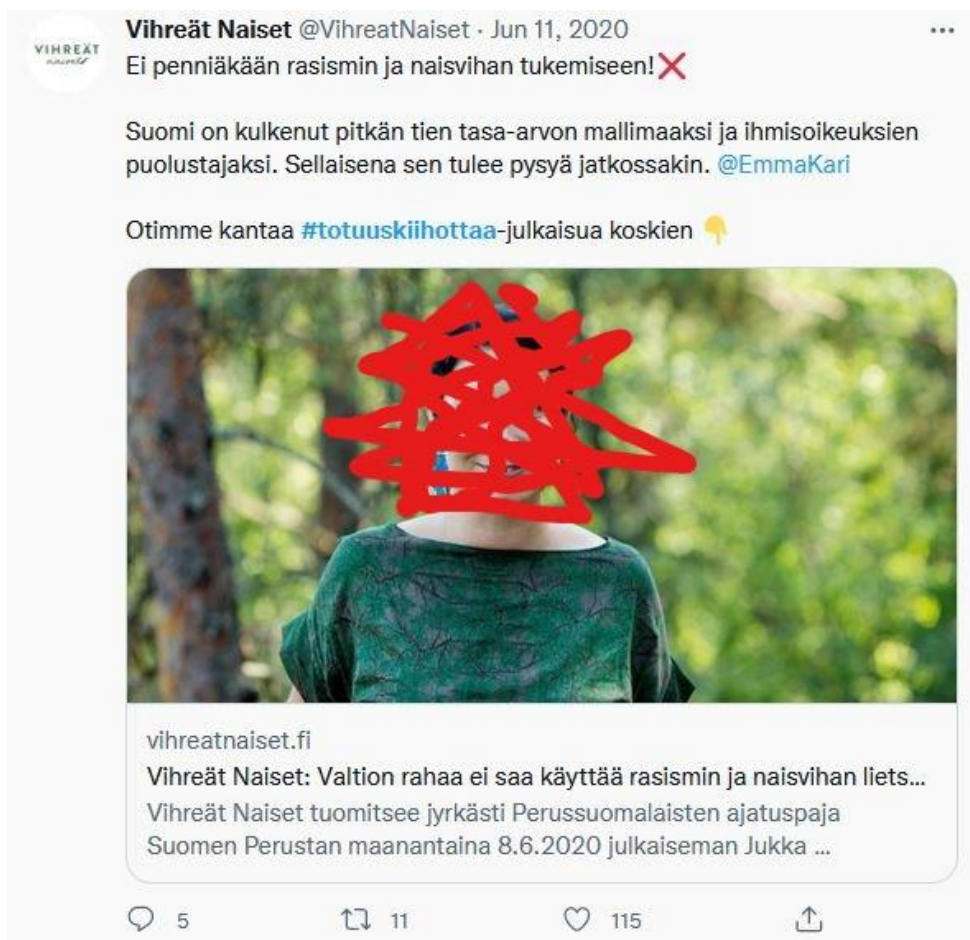 VIHREÄT
naiset
Vihreät Naiset @VihreatNaiset · Jun 11, 2020
Ei penniäkään rasismin ja naisvihan tukemiseen!❌
Suomi on kulkenut pitkän tien tasa-arvon mallimaaksi ja ihmisoikeuksien
puolustajaksi. Sellaisena sen tulee pysyä jatkossakin. @EmmaKari
Otimme kantaa #totuuskiihottaa-julkaisua koskien 👇
vihreatnaiset.fi
Vihreät Naiset: Valtion rahaa ei saa käyttää rasismin ja naisvihan liets...
Vihreät Naiset tuomitsee jyrkästi Perussuomalaisten ajatuspaja
Suomen Perustan maanantaina 8.6.2020 julkaiseman Jukka ...
5 11 115